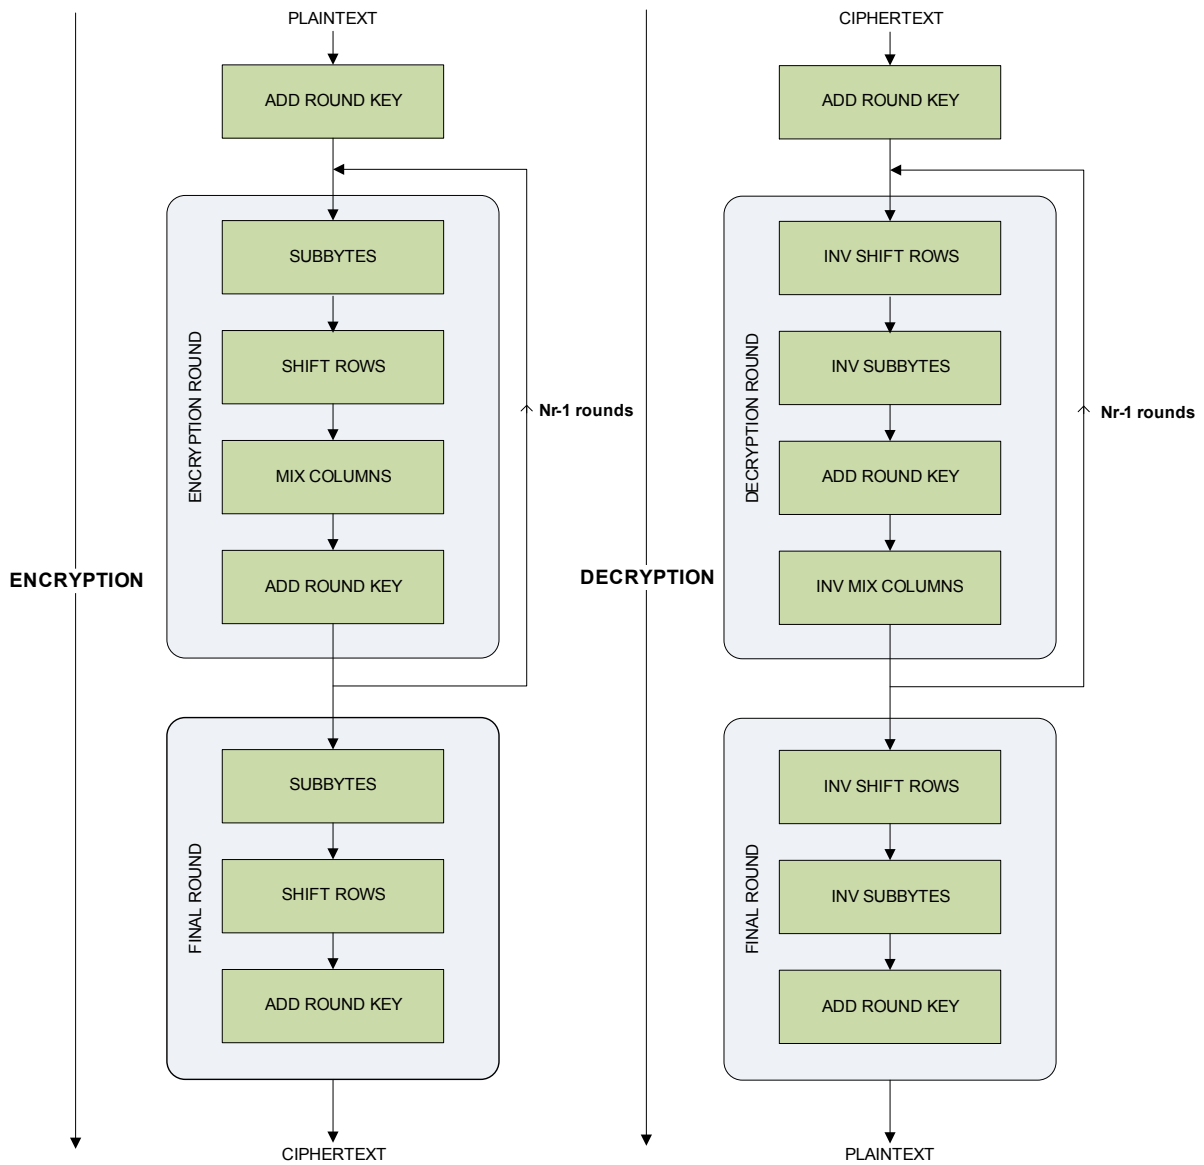 PLAINTEXT
ADD ROUND KEY
SUBBYTES
SHIFT ROWS
MIX COLUMNS
ADD ROUND KEY
ENCRYPTION ROUND
Nr-1 rounds
ENCRYPTION
SUBBYTES
SHIFT ROWS
ADD ROUND KEY
FINAL ROUND
CIPHERTEXT
CIPHERTEXT
ADD ROUND KEY
INV SHIFT ROWS
INV SUBBYTES
ADD ROUND KEY
INV MIX COLUMNS
DECRYPTION ROUND
Nr-1 rounds
DECRYPTION
INV SHIFT ROWS
INV SUBBYTES
ADD ROUND KEY
FINAL ROUND
PLAINTEXT